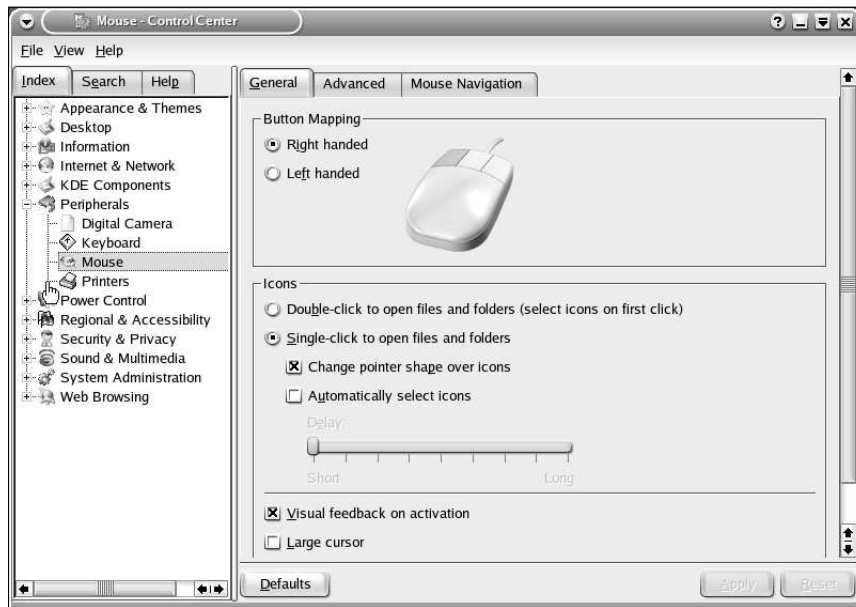 Mouse - Control Center
File View Help
Index Search Help
Appearance & Themes
Desktop
Information
Internet & Network
KDE Components
Peripherals
Digital Camera
Keyboard
Mouse
Printers
Power Control
Regional & Accessibility
Security & Privacy
Sound & Multimedia
System Administration
Web Browsing
General Advanced Mouse Navigation
Button Mapping
Right handed
Left handed
Icons
Double-click to open files and folders (select icons on first click)
Single-click to open files and folders
Change pointer shape over icons
Automatically select icons
Delay:
Short Long
Visual feedback on activation
Large cursor
Defaults Apply Reset